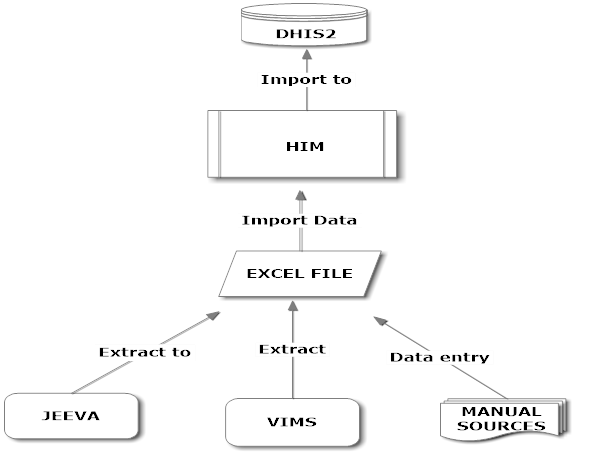 DHIS2
Import to
HIM
Import Data
EXCEL FILE
Extract to
Extract
Data entry
JEEVA
VIMS
MANUAL
SOURCES